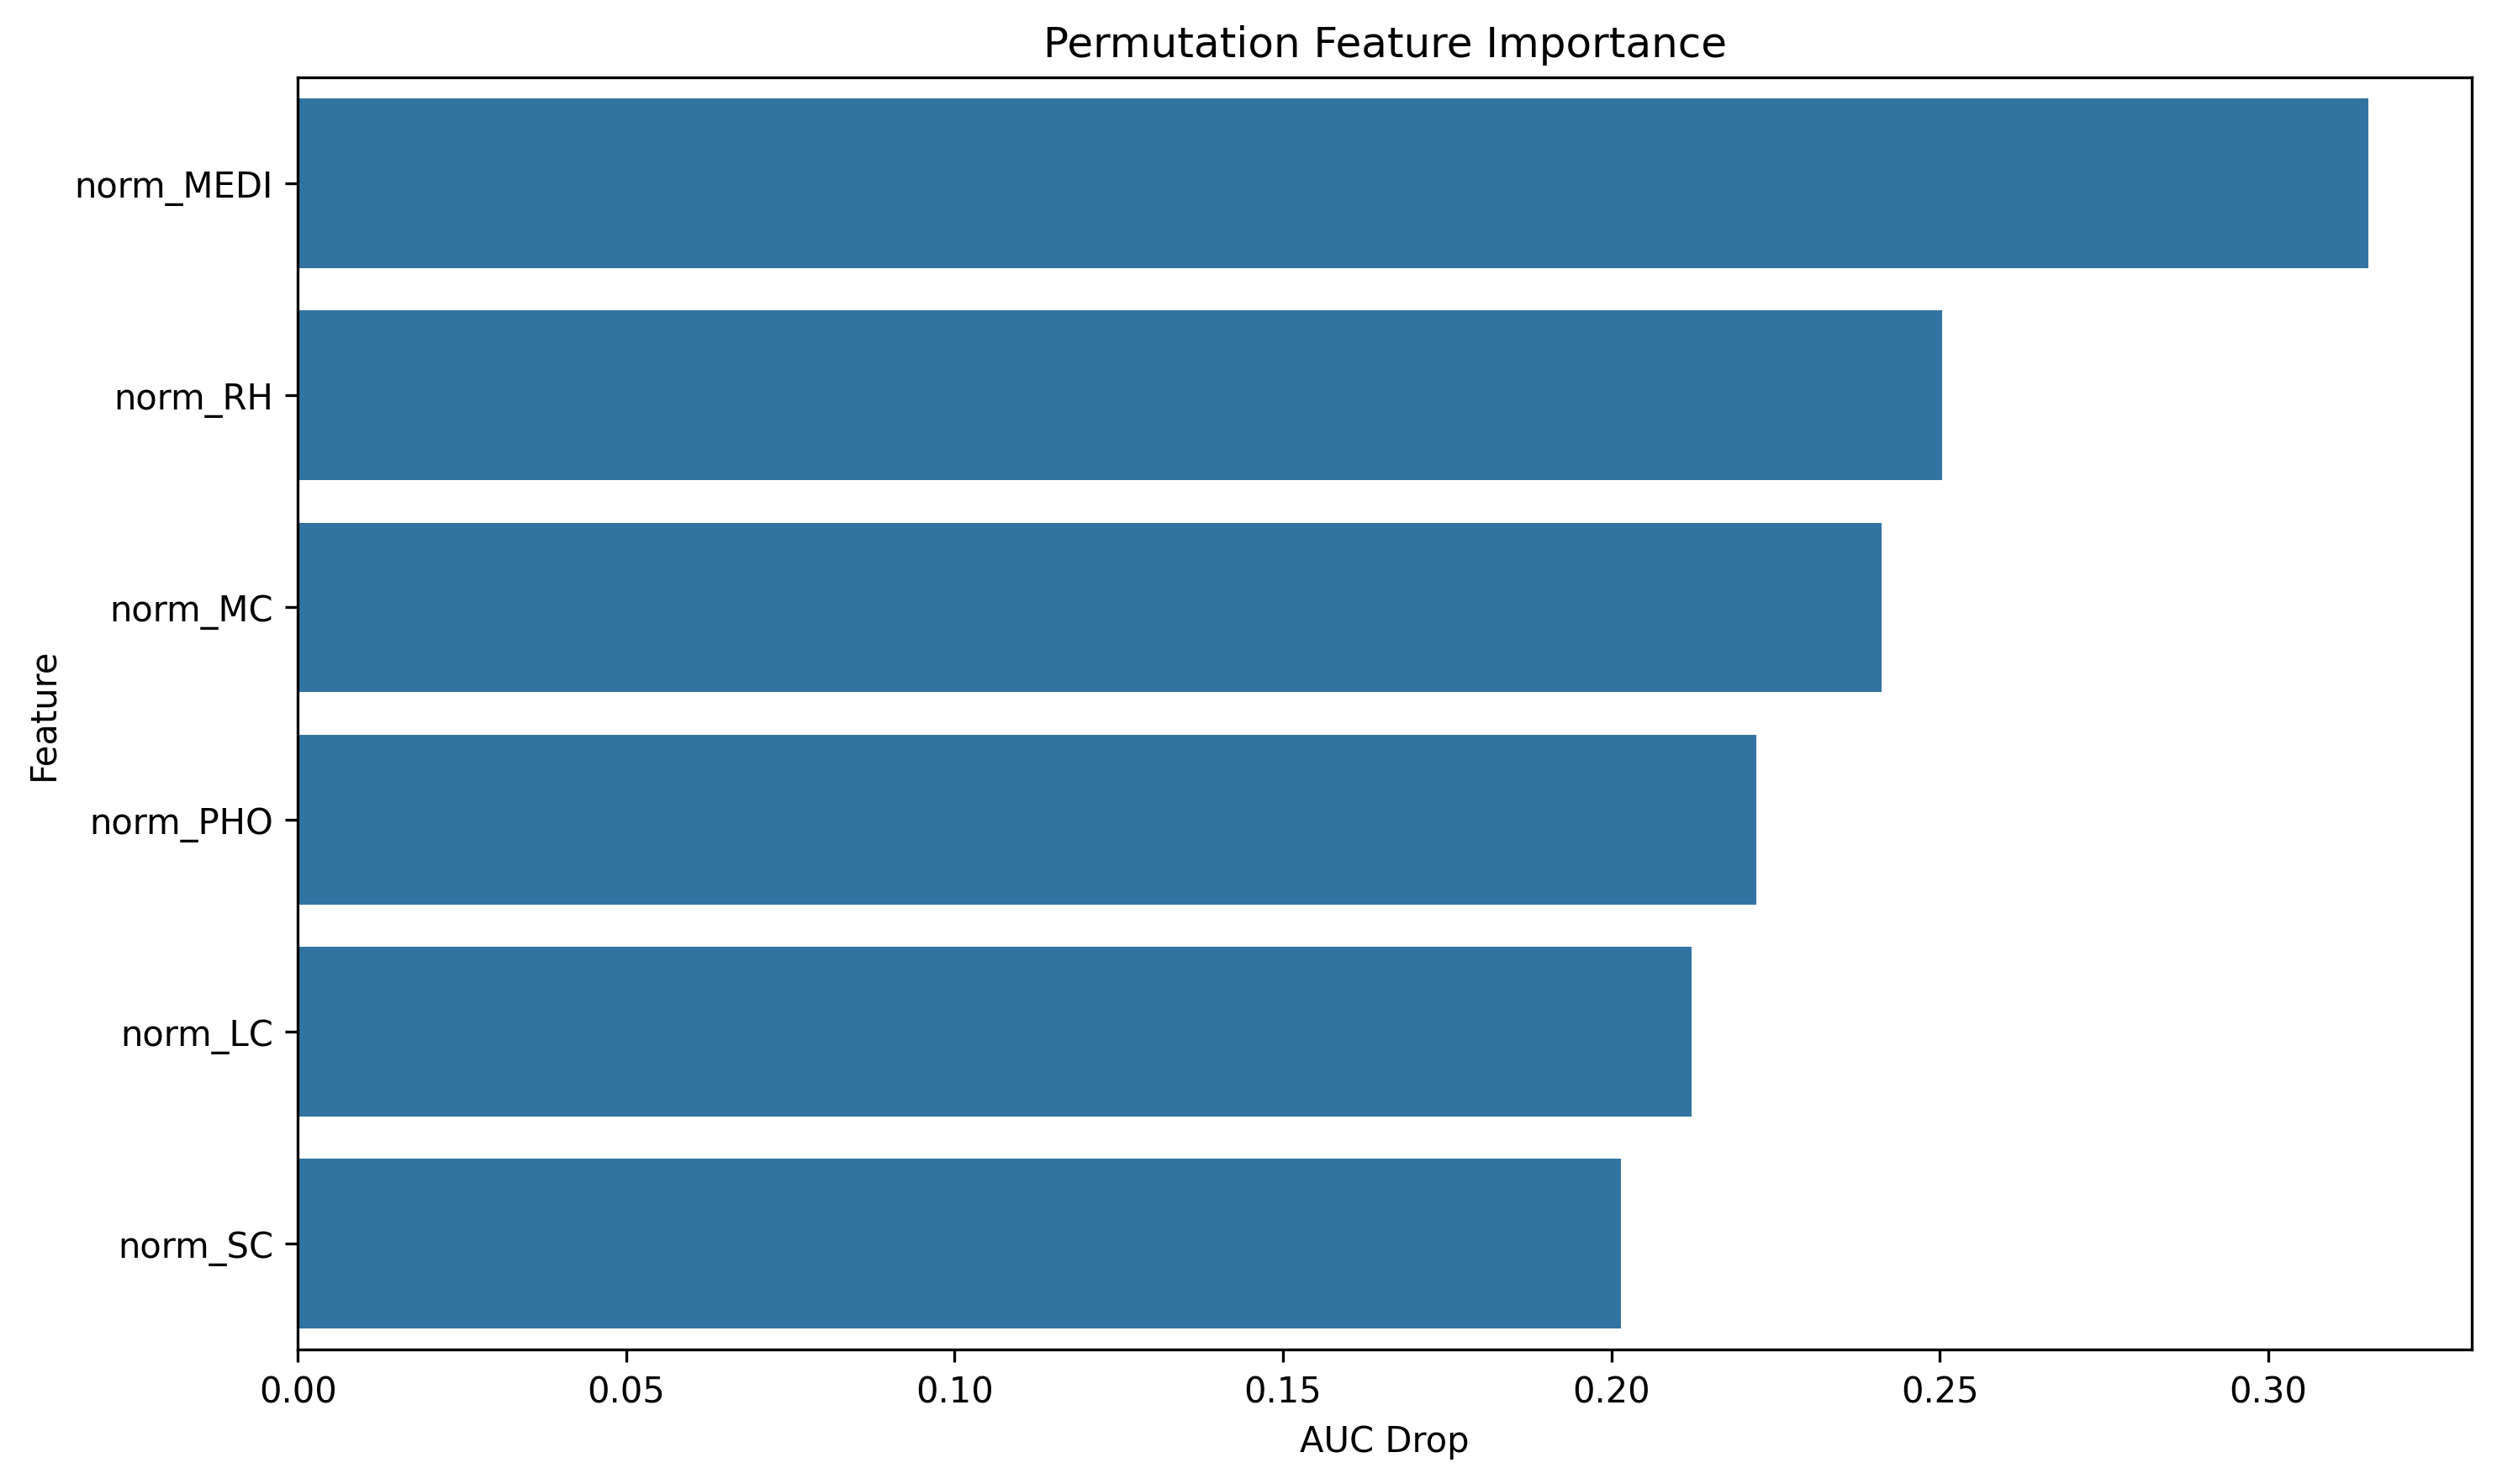 Permutation Feature Importance
norm_MEDI
norm_RH
norm_MC
norm_PHO
norm_LC
norm_SC
Feature
0.00 0.05 0.10 0.15 0.20 0.25 0.30
AUC Drop